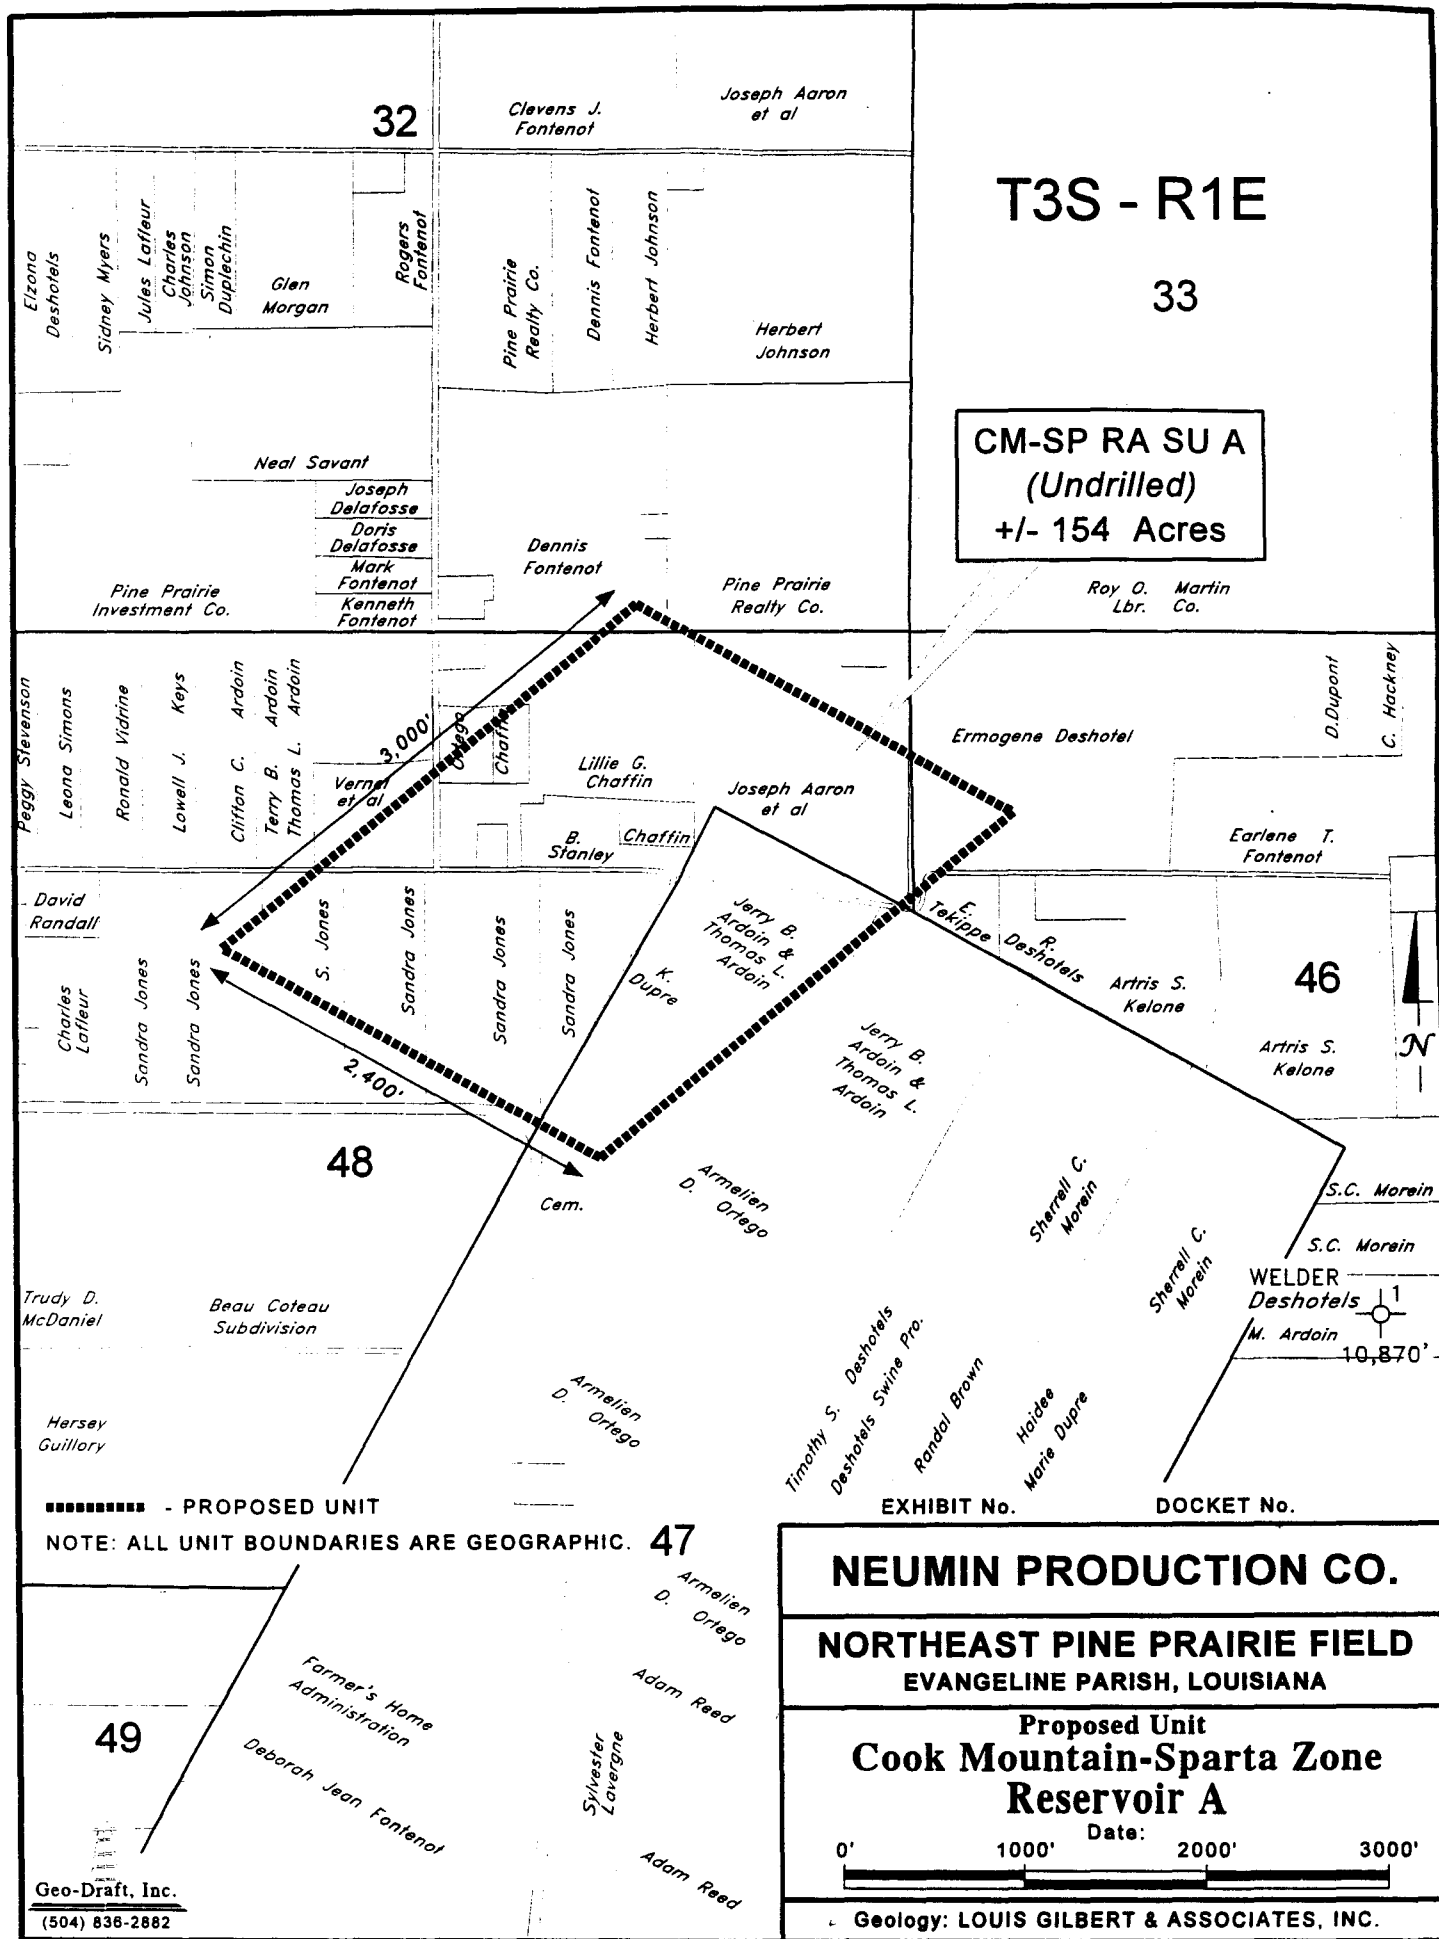 32
Clevens J.
Fontenot
Joseph Aaron
et al
T3S - R1E
33
Elzona
Deshotels
Sidney Myers
Jules Lafleur
Charles
Johnson
Simon
Duplechin
Glen
Morgan
Rogers
Fontenot
Pine Prairie
Realty Co.
Dennis Fontenot
Herbert Johnson
Herbert
Johnson
CM-SP RA SU A
(Undrilled)
+/- 154 Acres
Neal Savant
Joseph
Delafosse
Doris
Delafosse
Mark
Fontenot
Kenneth
Fontenot
Pine Prairie
Investment Co.
Dennis
Fontenot
Pine Prairie
Realty Co.
Roy O. Martin
Lbr. Co.
Peggy Stevenson
Leona Simons
Ronald Vidrine
Lowell J. Keys
Clifton C. Ardoin
Terry B. Ardoin
Thomas L. Ardoin
Vernel
et al
3,000'
Ortego
Chaffin
Lillie G.
Chaffin
B.
Stanley
Chaffin
Joseph Aaron
et al
Ermogene Deshotel
D.Dupont
C. Hackney
Earlene T.
Fontenot
David
Randall
Charles
Lafleur
Sandra Jones
Sandra Jones
S. Jones
Sandra Jones
Sandra Jones
Sandra Jones
K.
Dupre
Jerry B.
Ardoin &
Thomas L.
Ardoin
E.
Tekippe
R.
Deshotels
Artris S.
Kelone
46
Artris S.
Kelone
N
Jerry B.
Ardoin &
Thomas L.
Ardoin
2,400'
48
Cem.
Armelien
D. Ortego
Sherrell C.
Morein
Sherrell C.
Morein
S.C. Morein
S.C. Morein
WELDER
Deshotels
1
M. Ardoin
10,870'
Trudy D.
McDaniel
Beau Coteau
Subdivision
Hersey
Guillory
Armelien
D. Ortego
Timothy S. Deshotels
Deshotels Swine Pro.
Randal Brown
Haidee
Marie Dupre
- PROPOSED UNIT
NOTE: ALL UNIT BOUNDARIES ARE GEOGRAPHIC.
47
EXHIBIT No.
DOCKET No.
Armelien
D. Ortego
Farmer's Home
Administration
Adam Reed
49
Deborah Jean Fontenot
Sylvester
Lavergne
Adam Reed
NEUMIN PRODUCTION CO.
NORTHEAST PINE PRAIRIE FIELD
EVANGELINE PARISH, LOUISIANA
Proposed Unit
Cook Mountain-Sparta Zone
Reservoir A
Date:
0' 1000' 2000' 3000'
Geology: LOUIS GILBERT & ASSOCIATES, INC.
Geo-Draft, Inc.
(504) 836-2882